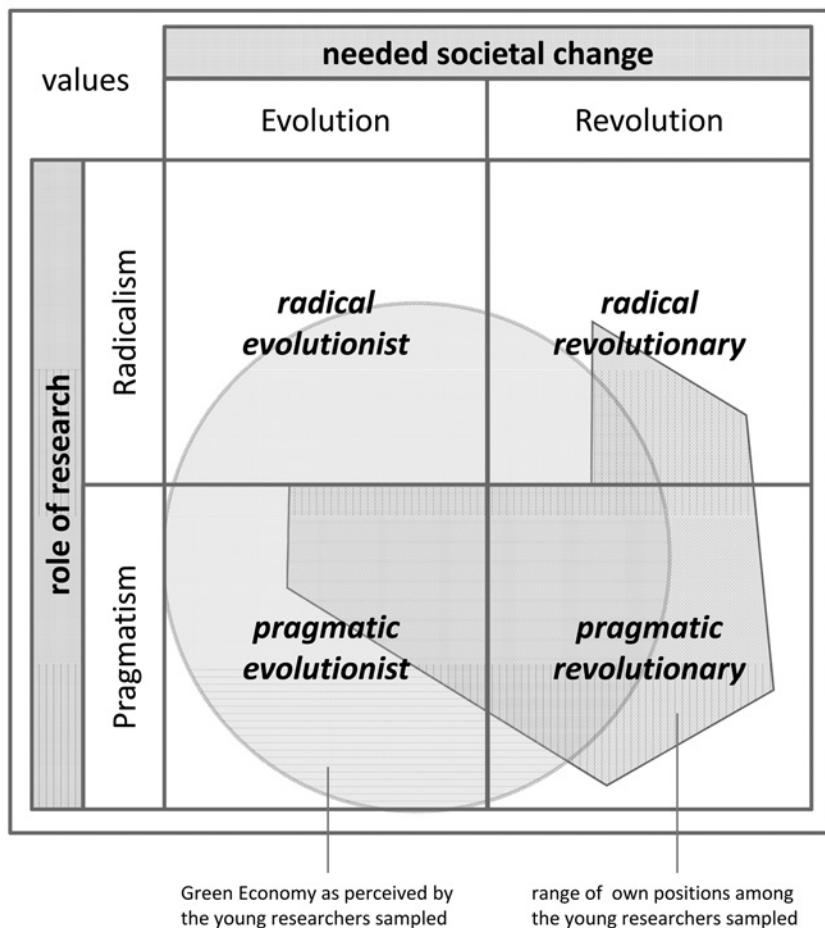 values
needed societal change
Evolution
Revolution
role of research
Radicalism
radical
evolutionist
radical
revolutionary
Pragmatism
pragmatic
evolutionist
pragmatic
revolutionary
Green Economy as perceived by
the young researchers sampled
range of own positions among
the young researchers sampled